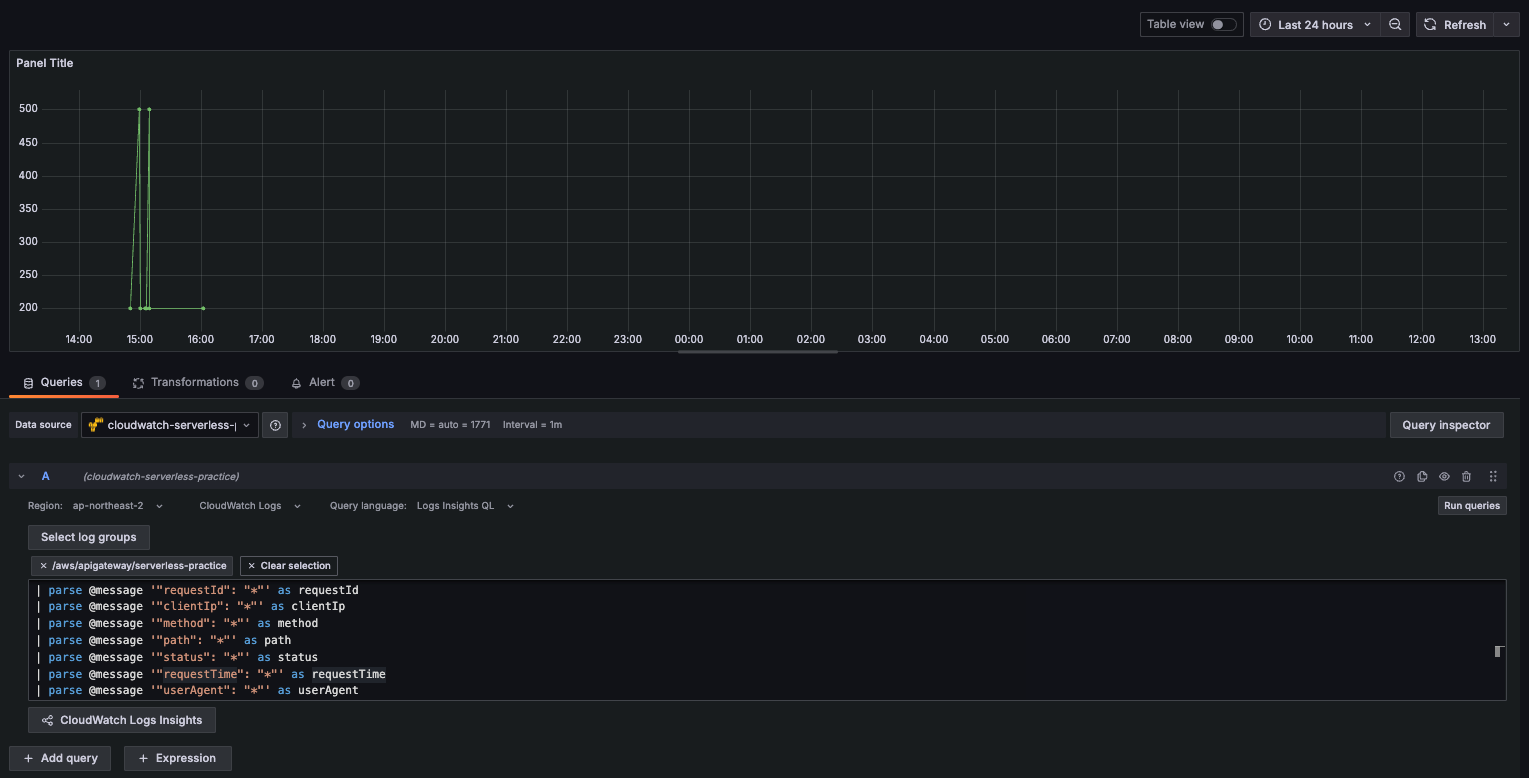 Table view
Last 24 hours
Refresh
Panel Title
500
450
400
350
300
250
200
14:00 15:00 16:00 17:00 18:00 19:00 20:00 21:00 22:00 23:00 00:00 01:00 02:00 03:00 04:00 05:00 06:00 07:00 08:00 09:00 10:00 11:00 12:00 13:00
Queries 1 Transformations 0 Alert 0
Data source cloudwatch-serverless-p Query options MD = auto = 1771 Interval = 1m Query inspector
A (cloudwatch-serverless-practice)
Region: ap-northeast-2 CloudWatch Logs Query language: Logs Insights QL Run queries
Select log groups
× /aws/apigateway/serverless-practice × Clear selection
| parse @message '"requestId": "*"' as requestId
| parse @message '"clientIp": "*"' as clientIp
| parse @message '"method": "*"' as method
| parse @message '"path": "*"' as path
| parse @message '"status": "*"' as status
| parse @message '"requestTime": "*"' as requestTime
| parse @message '"userAgent": "*"' as userAgent
CloudWatch Logs Insights
+ Add query + Expression